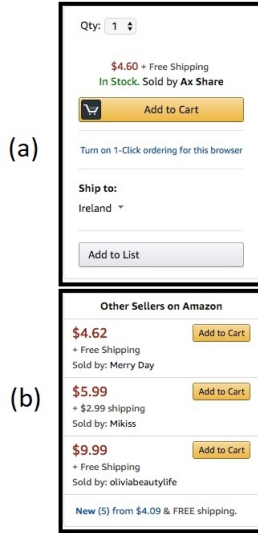 (a)
Qty: 1
$4.60 + Free Shipping
In Stock. Sold by Ax Share
Add to Cart
Turn on 1-Click ordering for this browser
Ship to:
Ireland
Add to List
(b)
Other Sellers on Amazon
$4.62 Add to Cart
+ Free Shipping
Sold by: Merry Day
$5.99 Add to Cart
+ $2.99 shipping
Sold by: Mikiss
$9.99 Add to Cart
+ Free Shipping
Sold by: oliviabeautylife
New (5) from $4.09 & FREE shipping.